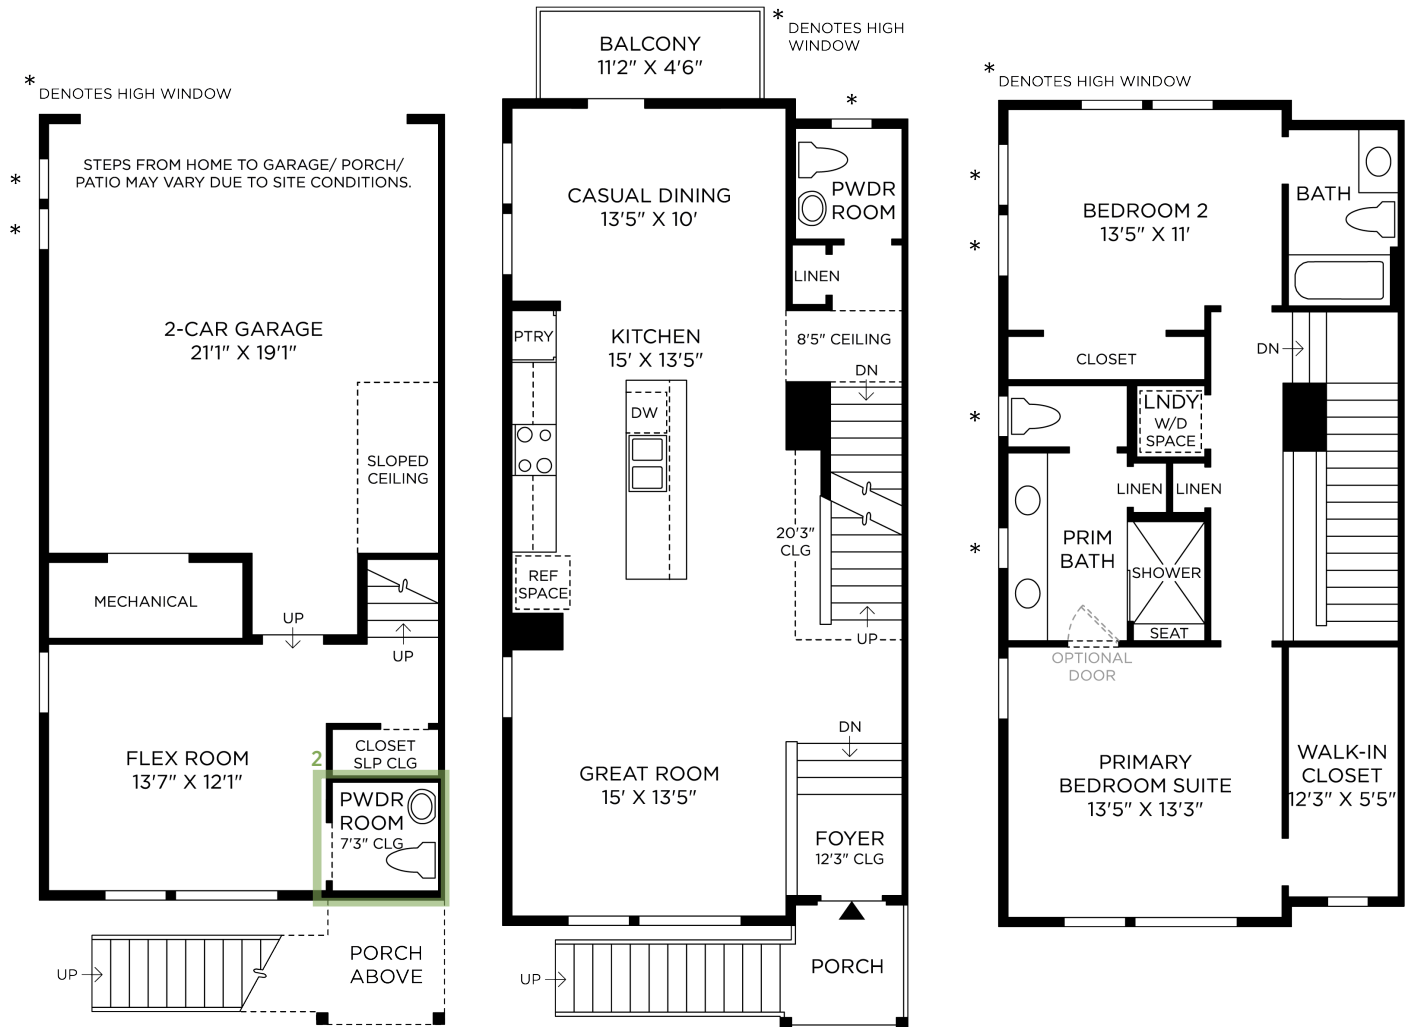 *
DENOTES HIGH WINDOW
STEPS FROM HOME TO GARAGE/ PORCH/
PATIO MAY VARY DUE TO SITE CONDITIONS.
*
*
2-CAR GARAGE
21'1" X 19'1"
SLOPED
CEILING
MECHANICAL
UP
UP
FLEX ROOM
13'7" X 12'1"
CLOSET
SLP CLG
2
PWDR
ROOM
7'3" CLG
PORCH
ABOVE
UP
BALCONY
11'2" X 4'6"
*
DENOTES HIGH
WINDOW
*
CASUAL DINING
13'5" X 10'
PWDR
ROOM
LINEN
PTRY
KITCHEN
15' X 13'5"
8'5" CEILING
DN
DW
20'3"
CLG
REF
SPACE
UP
DN
GREAT ROOM
15' X 13'5"
FOYER
12'3" CLG
PORCH
UP
*
DENOTES HIGH WINDOW
*
*
BEDROOM 2
13'5" X 11'
BATH
CLOSET
DN
*
LNDY
W/D
SPACE
LINEN
LINEN
*
PRIM
BATH
SHOWER
SEAT
OPTIONAL
DOOR
PRIMARY
BEDROOM SUITE
13'5" X 13'3"
WALK-IN
CLOSET
12'3" X 5'5"